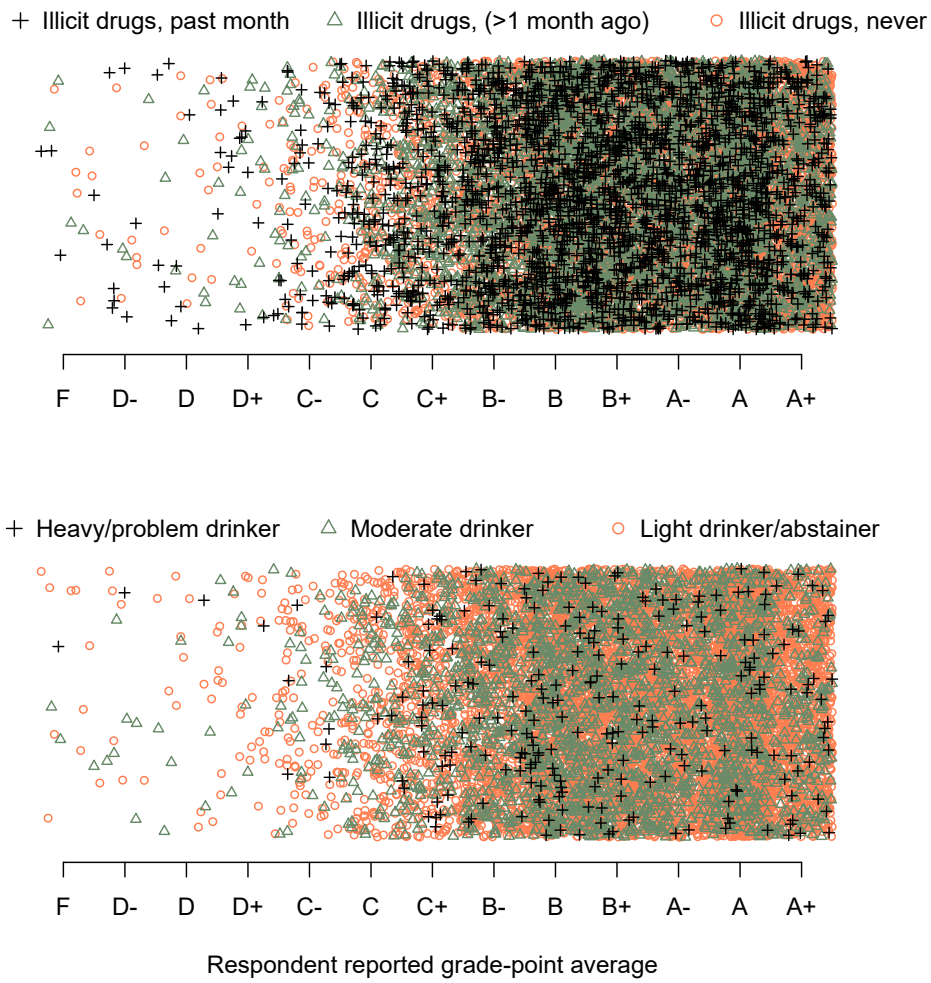 Illicit drugs, past month Illicit drugs, (>1 month ago) Illicit drugs, never
F D- D D+ C- C C+ B- B B+ A- A A+
Heavy/problem drinker Moderate drinker Light drinker/abstainer
F D- D D+ C- C C+ B- B B+ A- A A+
Respondent reported grade-point average